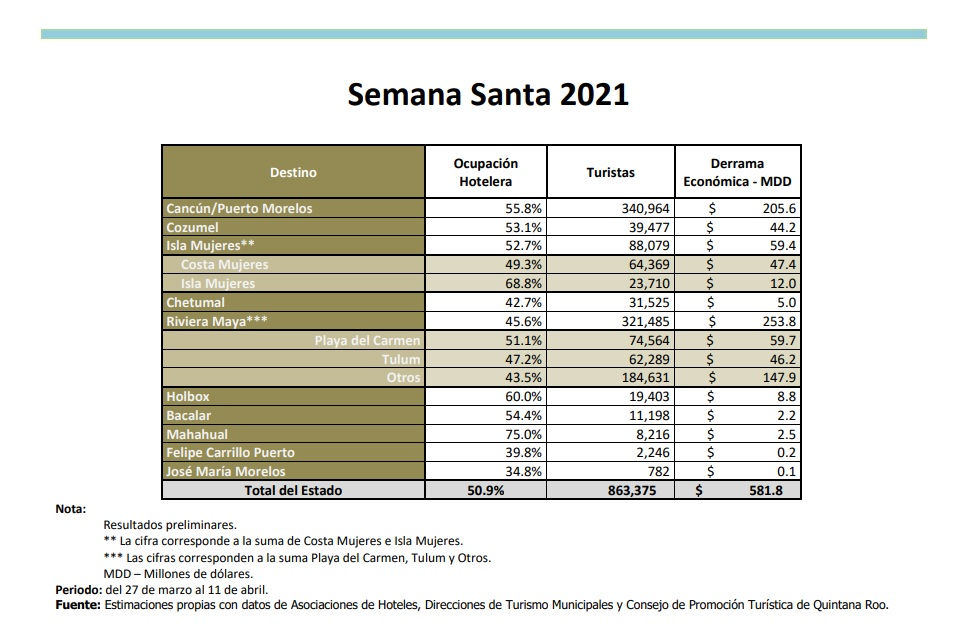 Semana Santa 2021
Destino Ocupación Hotelera Turistas Derrama Económica - MDD
Cancún/Puerto Morelos 55.8% 340,964 $ 205.6
Cozumel 53.1% 39,477 $ 44.2
Isla Mujeres** 52.7% 88,079 $ 59.4
Costa Mujeres 49.3% 64,369 $ 47.4
Isla Mujeres 68.8% 23,710 $ 12.0
Chetumal 42.7% 31,525 $ 5.0
Riviera Maya*** 45.6% 321,485 $ 253.8
Playa del Carmen 51.1% 74,564 $ 59.7
Tulum 47.2% 62,289 $ 46.2
Otros 43.5% 184,631 $ 147.9
Holbox 60.0% 19,403 $ 8.8
Bacalar 54.4% 11,198 $ 2.2
Mahahual 75.0% 8,216 $ 2.5
Felipe Carrillo Puerto 39.8% 2,246 $ 0.2
José María Morelos 34.8% 782 $ 0.1
Total del Estado 50.9% 863,375 $ 581.8
Nota:
Resultados preliminares.
** La cifra corresponde a la suma de Costa Mujeres e Isla Mujeres.
*** Las cifras corresponden a la suma Playa del Carmen, Tulum y Otros.
MDD – Millones de dólares.
Periodo: del 27 de marzo al 11 de abril.
Fuente: Estimaciones propias con datos de Asociaciones de Hoteles, Direcciones de Turismo Municipales y Consejo de Promoción Turística de Quintana Roo.